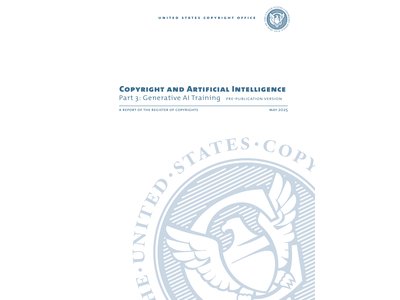 UNITED STATES COPYRIGHT OFFICE
COPYRIGHT AND ARTIFICIAL INTELLIGENCE
Part 3: Generative AI Training PRE-PUBLICATION VERSION
A REPORT OF THE REGISTER OF COPYRIGHTS MAY 2025
HE · UNITED · STATES · COPY